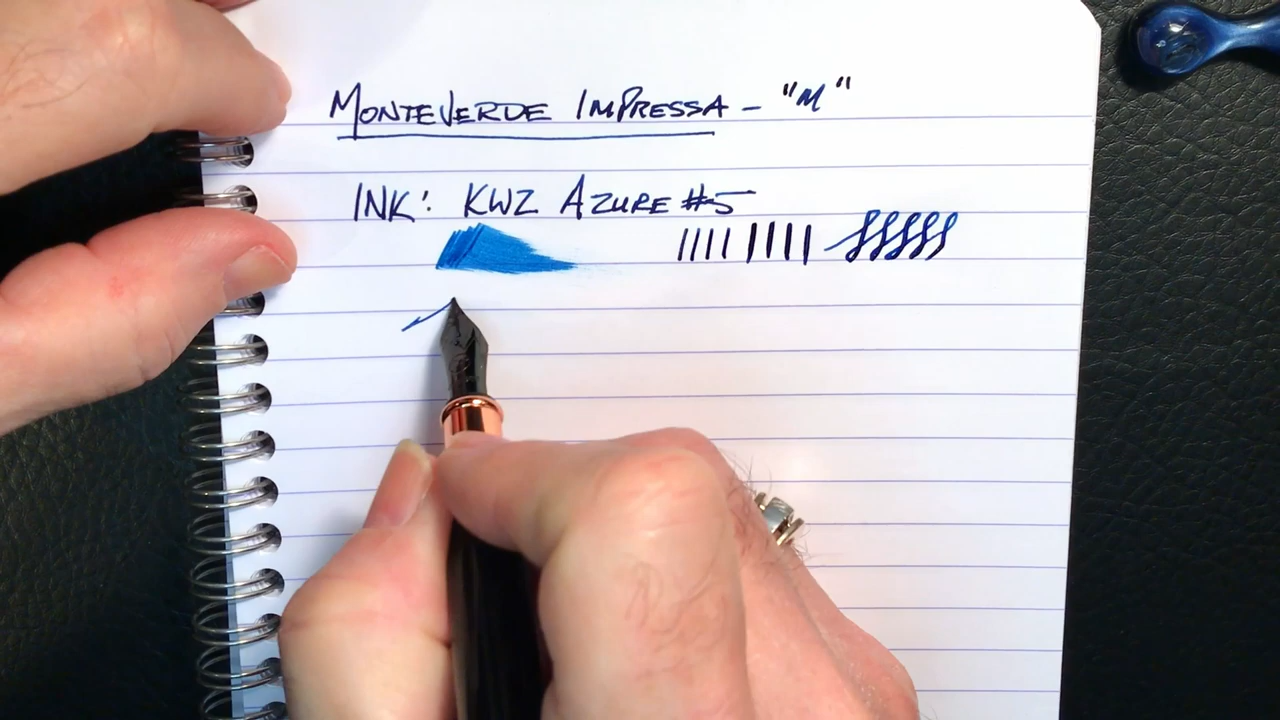 MONTEVERDE IMPRESSA – "M"
INK: KWZ AZURE #5